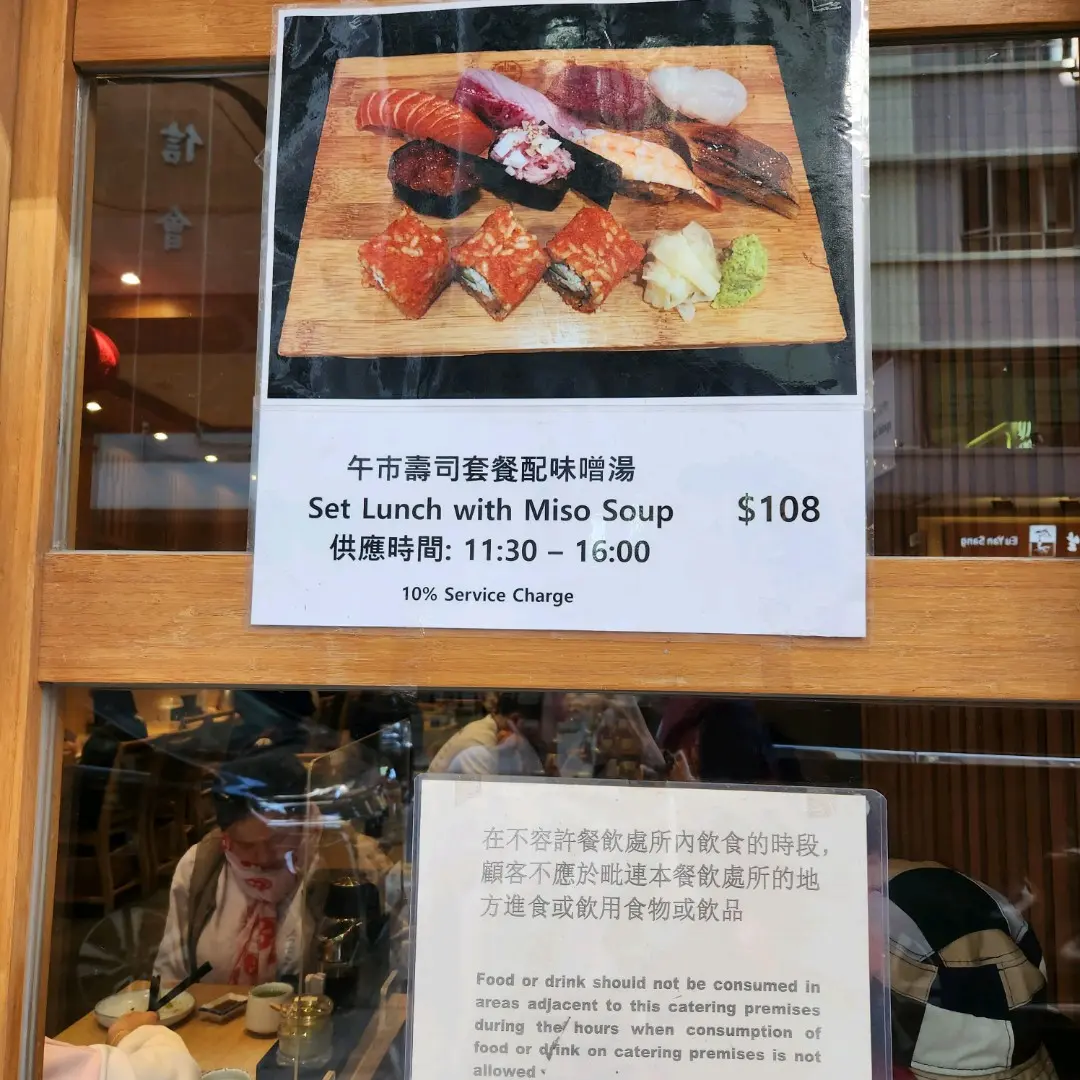 信
會
午市壽司套餐配味噌湯
Set Lunch with Miso Soup $108
供應時間: 11:30 – 16:00
10% Service Charge
Eu Yan Sang
在不容許餐飲處所內飲食的時段,
顧客不應於毗連本餐飲處所的地
方進食或飲用食物或飲品
Food or drink should not be consumed in
areas adjacent to this catering premises
during the hours when consumption of
food or drink on catering premises is not
allowed